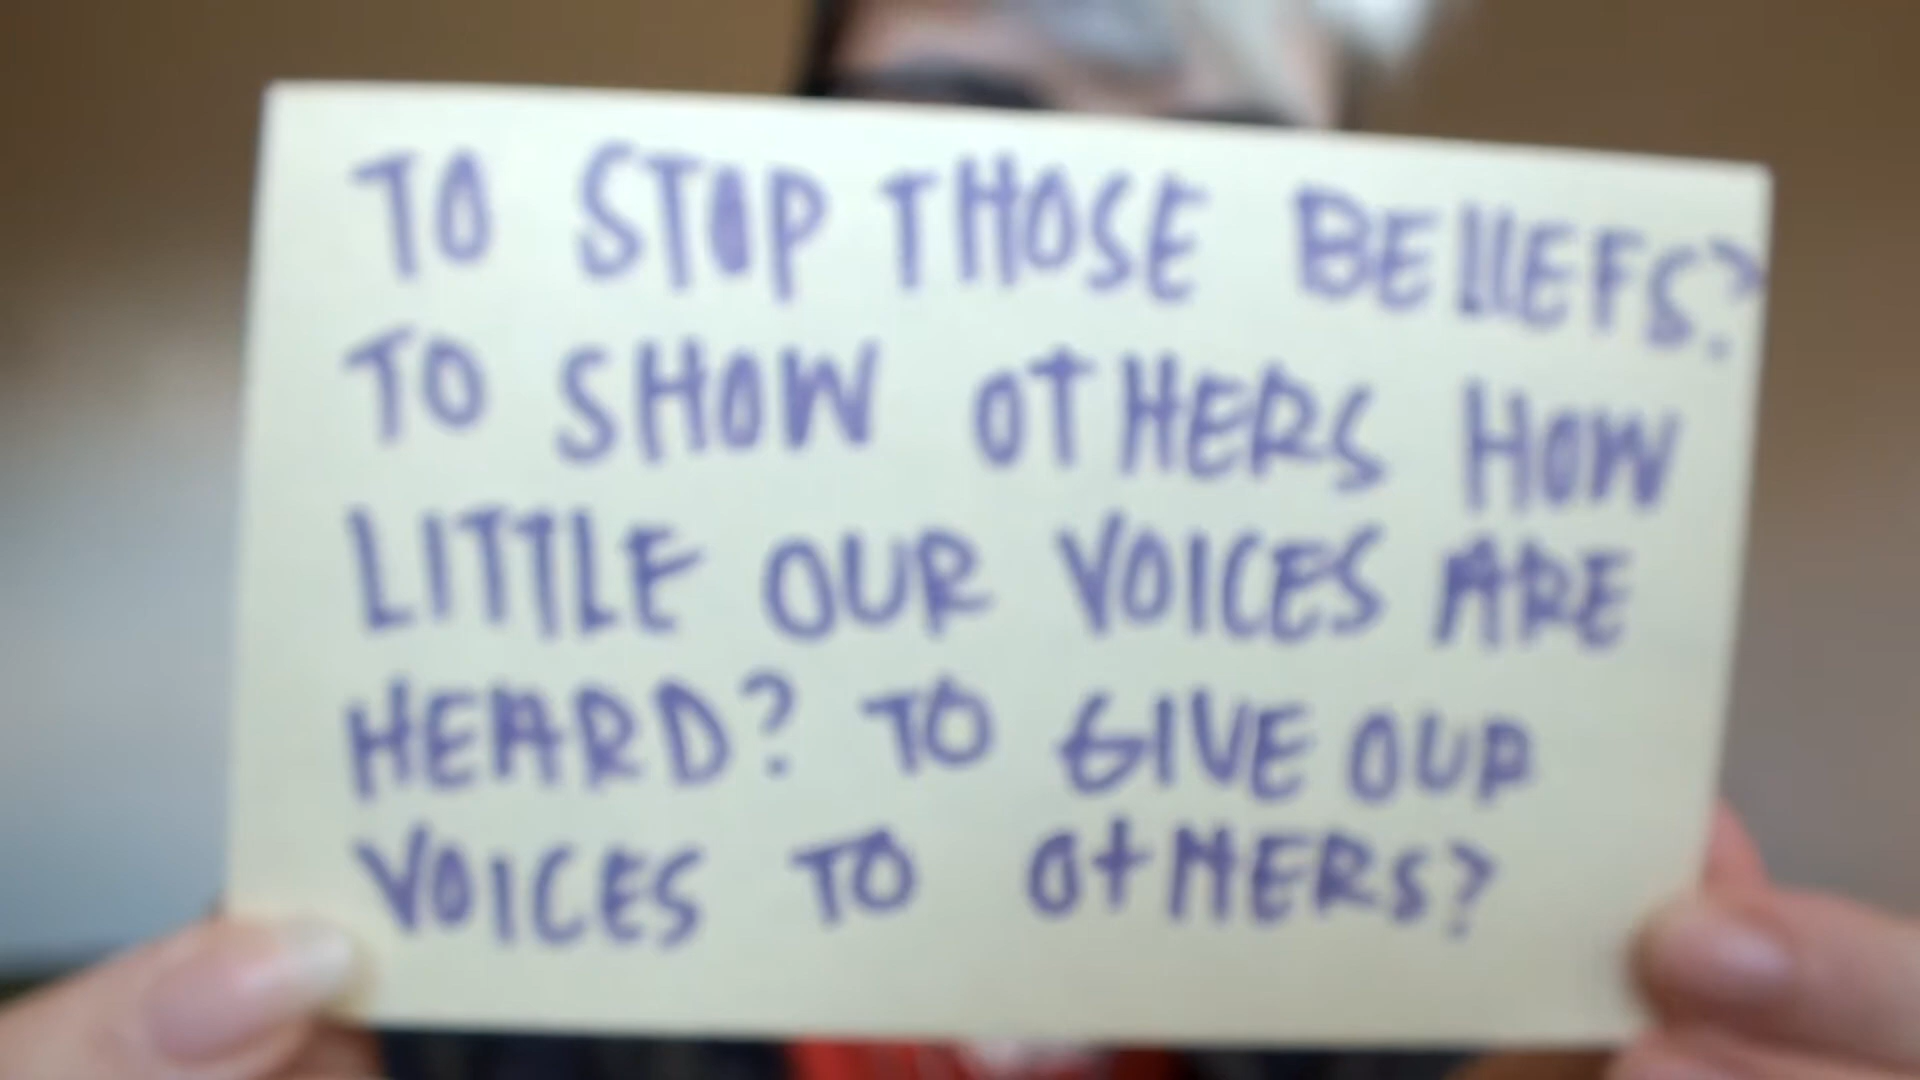 TO STOP THOSE BELIEFS?
TO SHOW OTHERS HOW
LITTLE OUR VOICES ARE
HEARD? TO GIVE OUR
VOICES TO OTHERS?